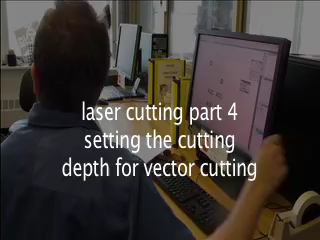 laser cutting part 4
setting the cutting
depth for vector cutting